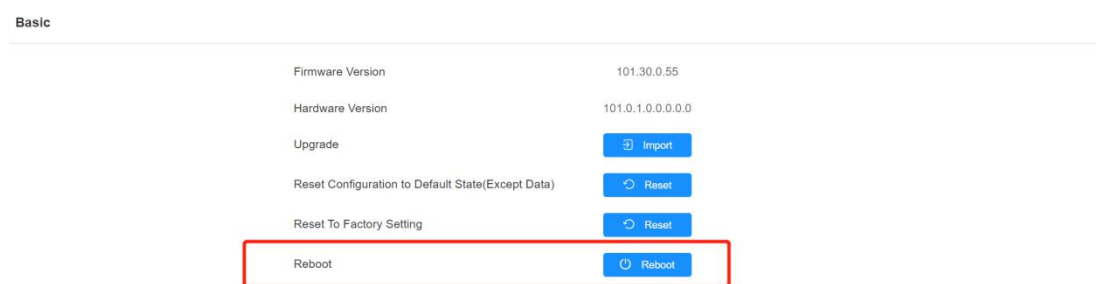 Basic
Firmware Version 101.30.0.55
Hardware Version 101.0.1.0.0.0.0.0
Upgrade Import
Reset Configuration to Default State(Except Data) Reset
Reset To Factory Setting Reset
Reboot Reboot